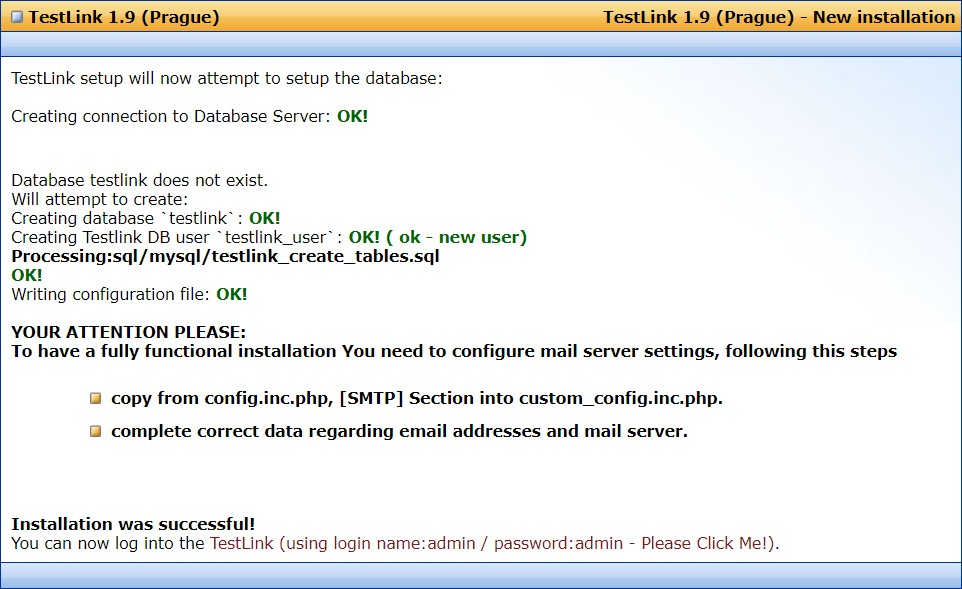 TestLink 1.9 (Prague) TestLink 1.9 (Prague) - New installation
TestLink setup will now attempt to setup the database:
Creating connection to Database Server: OK!
Database testlink does not exist.
Will attempt to create:
Creating database `testlink`: OK!
Creating Testlink DB user `testlink_user`: OK! ( ok - new user)
Processing:sql/mysql/testlink_create_tables.sql
OK!
Writing configuration file: OK!
YOUR ATTENTION PLEASE:
To have a fully functional installation You need to configure mail server settings, following this steps
copy from config.inc.php, [SMTP] Section into custom_config.inc.php.
complete correct data regarding email addresses and mail server.
Installation was successful!
You can now log into the TestLink (using login name:admin / password:admin - Please Click Me!).